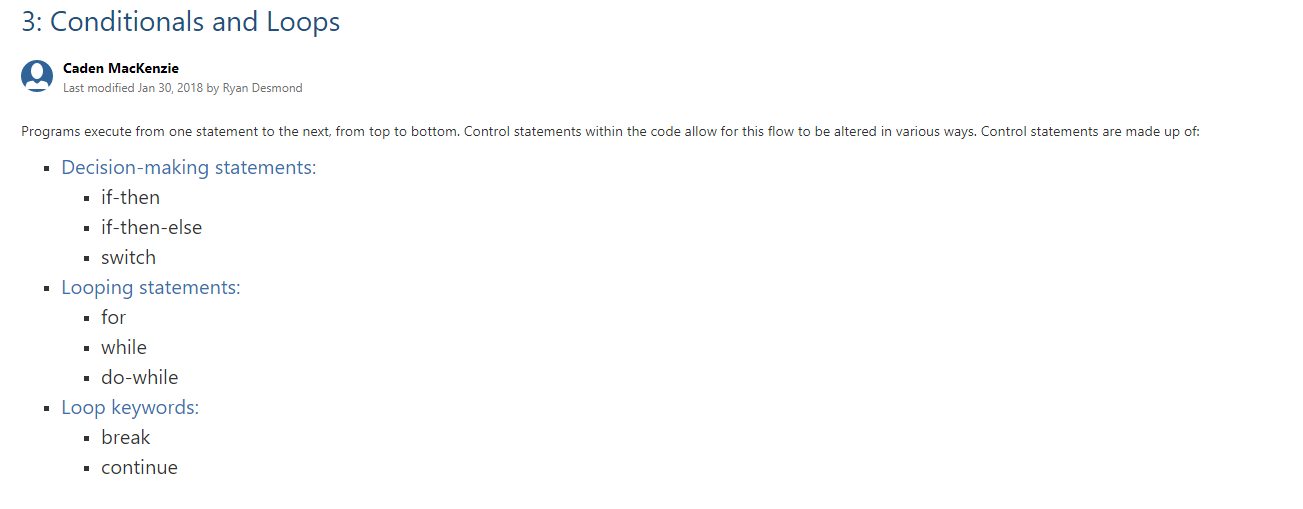 3: Conditionals and Loops
Caden MacKenzie
Last modified Jan 30, 2018 by Ryan Desmond
Programs execute from one statement to the next, from top to bottom. Control statements within the code allow for this flow to be altered in various ways. Control statements are made up of:
Decision-making statements:
if-then
if-then-else
switch
Looping statements:
for
while
do-while
Loop keywords:
break
continue